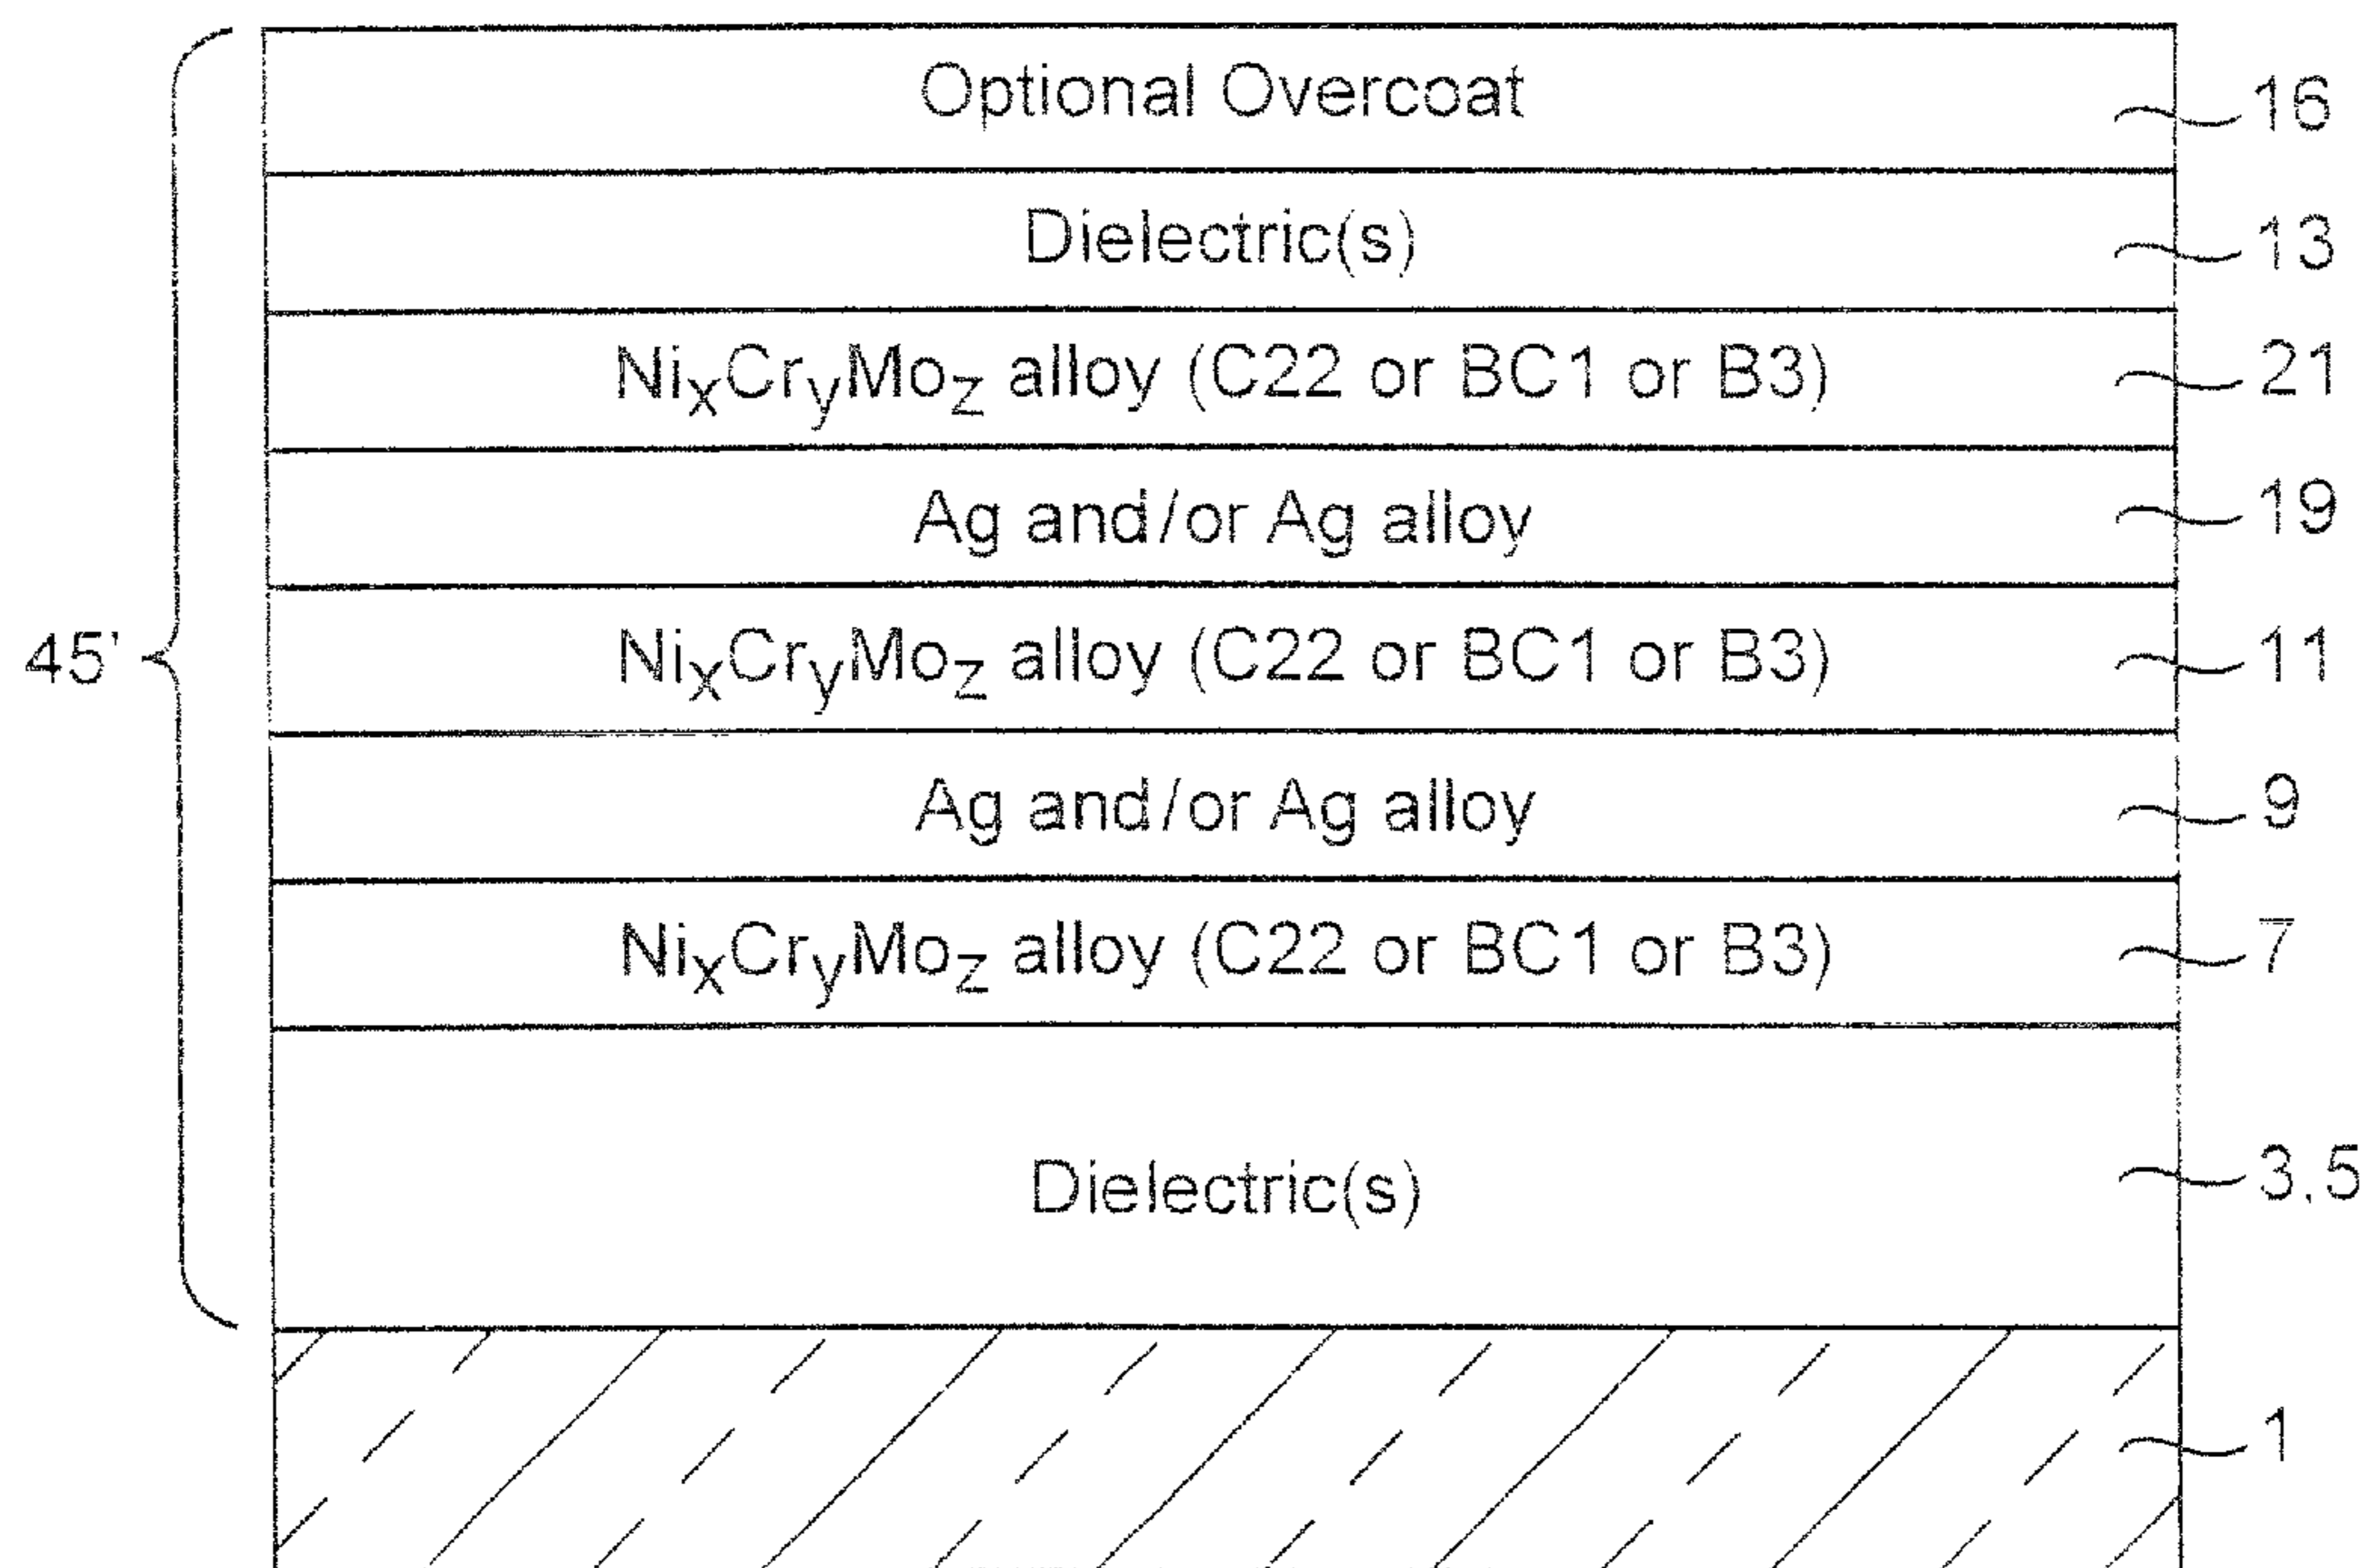 Optional Overcoat 16
Dielectric(s) 13
NixCryMoz alloy (C22 or BC1 or B3) 21
Ag and/or Ag alloy 19
45' NixCryMoz alloy (C22 or BC1 or B3) 11
Ag and/or Ag alloy 9
NixCryMoz alloy (C22 or BC1 or B3) 7
Dielectric(s) 3,5
1